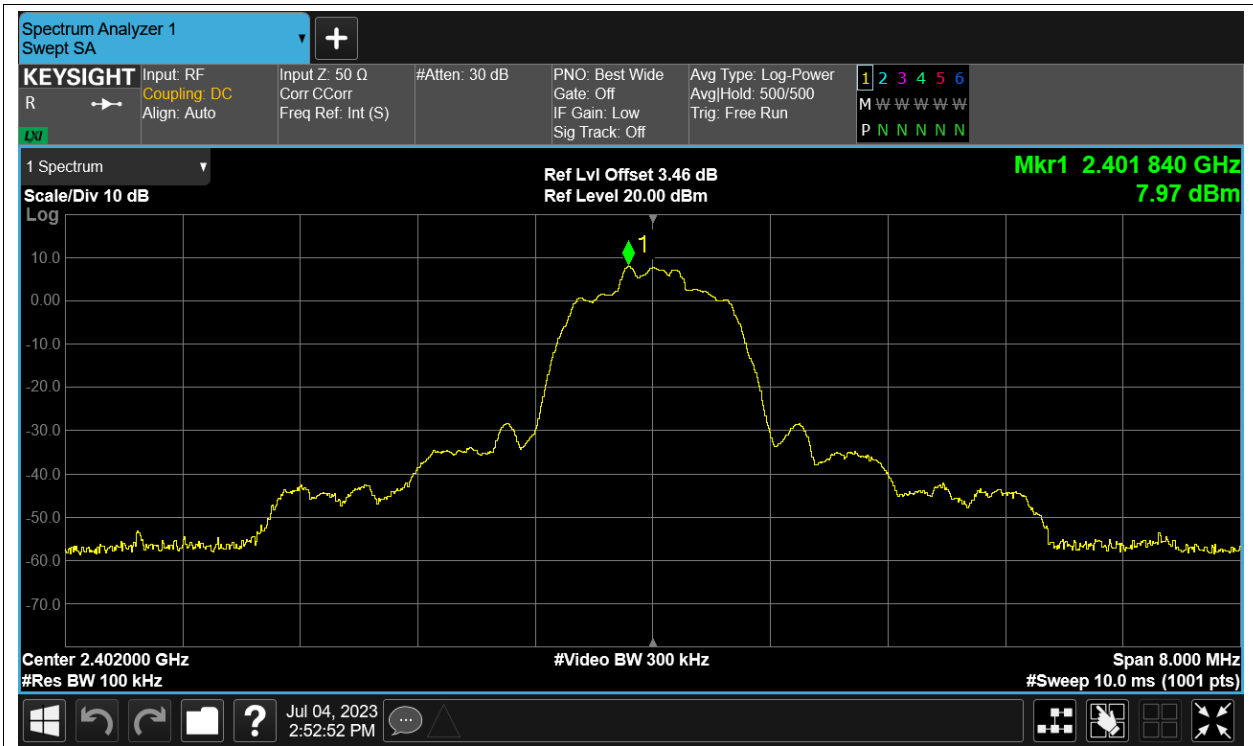 Spectrum Analyzer 1
Swept SA
KEYSIGHT
R
LXI
Input: RF
Coupling: DC
Align: Auto
Input Z: 50 Ω
Corr CCorr
Freq Ref: Int (S)
#Atten: 30 dB
PNO: Best Wide
Gate: Off
IF Gain: Low
Sig Track: Off
Avg Type: Log-Power
Avg|Hold: 500/500
Trig: Free Run
1 2 3 4 5 6
M W W W W W
P N N N N N
1 Spectrum
Scale/Div 10 dB
Log
Ref Lvl Offset 3.46 dB
Ref Level 20.00 dBm
Mkr1 2.401 840 GHz
7.97 dBm
1
10.0
0.00
-10.0
-20.0
-30.0
-40.0
-50.0
-60.0
-70.0
Center 2.402000 GHz
#Video BW 300 kHz
Span 8.000 MHz
#Res BW 100 kHz
#Sweep 10.0 ms (1001 pts)
?
Jul 04, 2023
2:52:52 PM